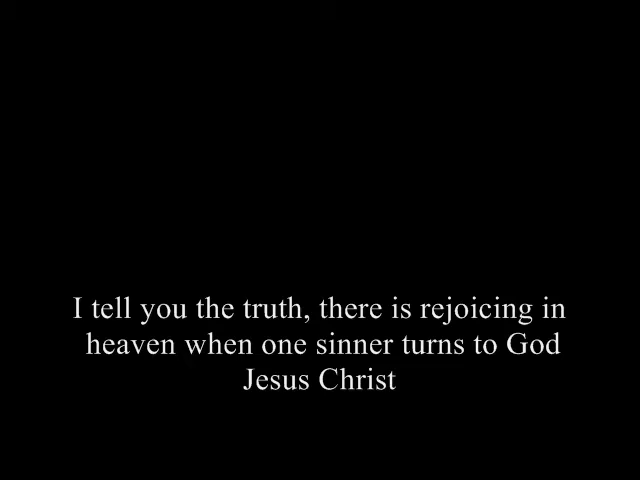 I tell you the truth, there is rejoicing in
heaven when one sinner turns to God
Jesus Christ